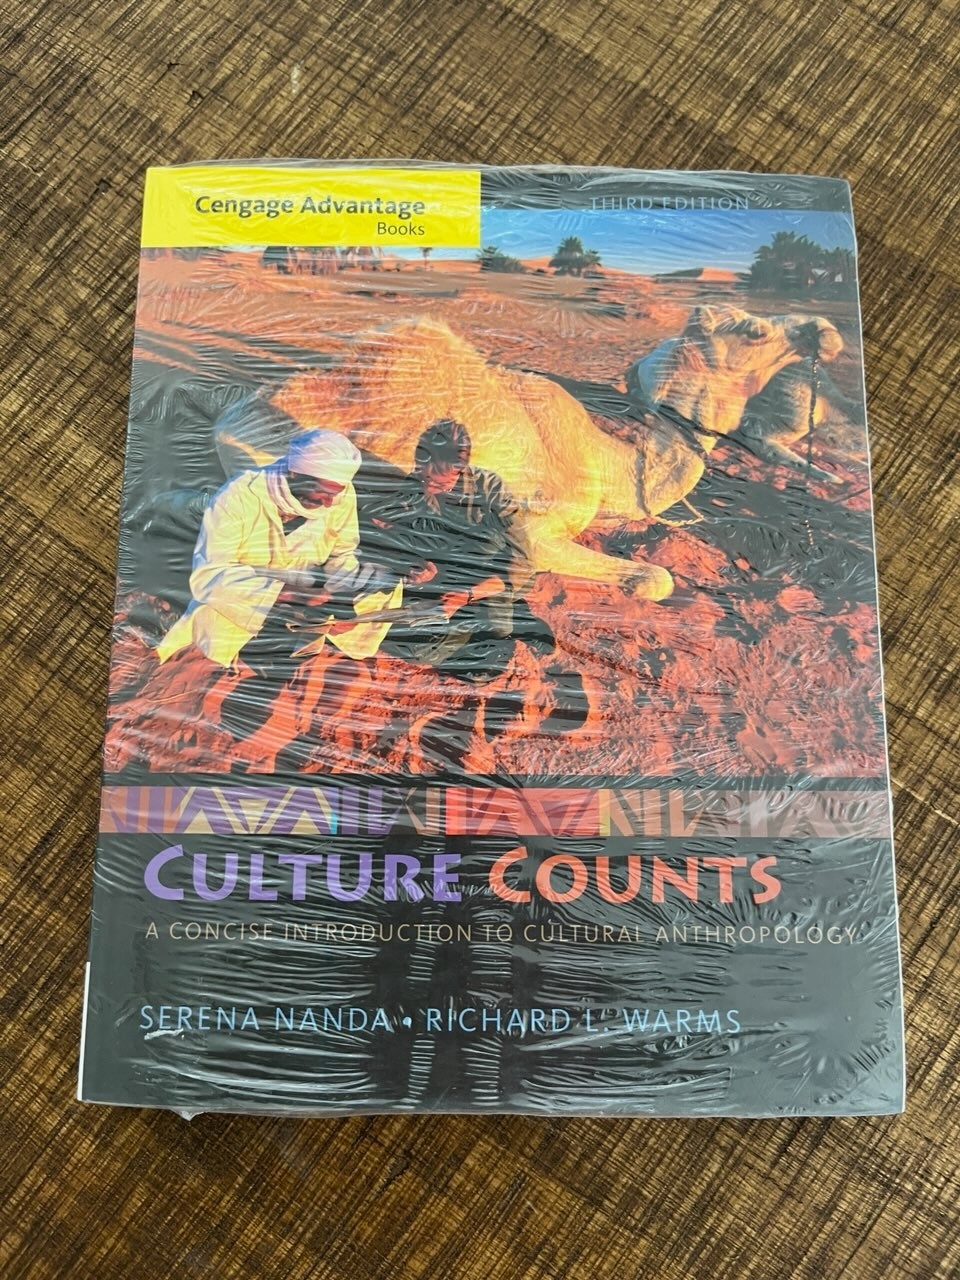 Cengage Advantage
Books
THIRD EDITION
CULTURE COUNTS
A CONCISE INTRODUCTION TO CULTURAL ANTHROPOLOGY
SERENA NANDA • RICHARD L. WARMS